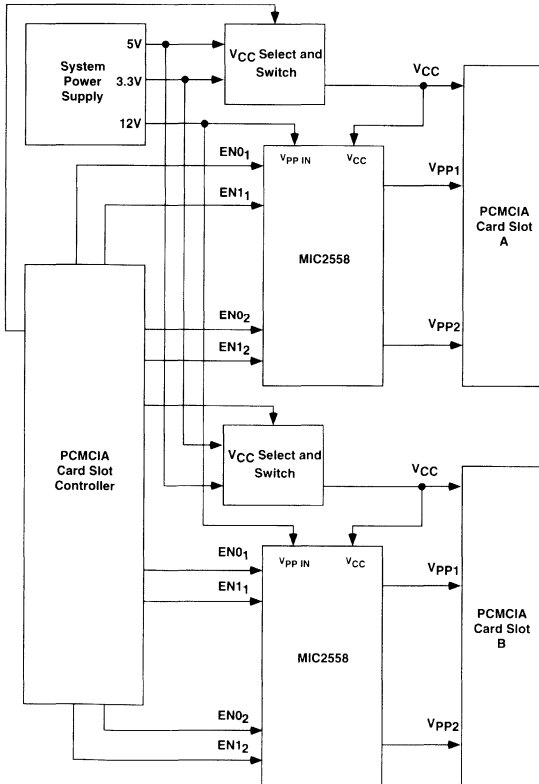 System
Power
Supply
5V
3.3V
12V
VCC Select and
Switch
VCC
EN0₁
EN1₁
VPP IN
VCC
VPP1
MIC2558
PCMCIA
Card Slot
A
EN0₂
EN1₂
VPP2
PCMCIA
Card Slot
Controller
VCC Select and
Switch
VCC
EN0₁
EN1₁
VPP IN
VCC
VPP1
MIC2558
PCMCIA
Card Slot
B
EN0₂
EN1₂
VPP2